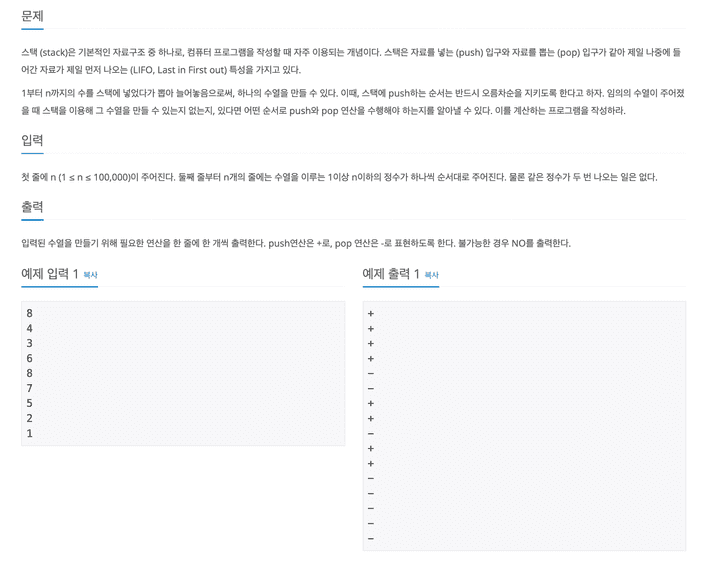 문제
스택 (stack)은 기본적인 자료구조 중 하나로, 컴퓨터 프로그램을 작성할 때 자주 이용되는 개념이다. 스택은 자료를 넣는 (push) 입구와 자료를 뽑는 (pop) 입구가 같아 제일 나중에 들
어간 자료가 제일 먼저 나오는 (LIFO, Last in First out) 특성을 가지고 있다.
1부터 n까지의 수를 스택에 넣었다가 뽑아 늘어놓음으로써, 하나의 수열을 만들 수 있다. 이때, 스택에 push하는 순서는 반드시 오름차순을 지키도록 한다고 하자. 임의의 수열이 주어졌
을 때 스택을 이용해 그 수열을 만들 수 있는지 없는지, 있다면 어떤 순서로 push와 pop 연산을 수행해야 하는지를 알아낼 수 있다. 이를 계산하는 프로그램을 작성하라.
입력
첫 줄에 n (1 ≤ n ≤ 100,000)이 주어진다. 둘째 줄부터 n개의 줄에는 수열을 이루는 1이상 n이하의 정수가 하나씩 순서대로 주어진다. 물론 같은 정수가 두 번 나오는 일은 없다.
출력
입력된 수열을 만들기 위해 필요한 연산을 한 줄에 한 개씩 출력한다. push연산은 +로, pop 연산은 -로 표현하도록 한다. 불가능한 경우 NO를 출력한다.
예제 입력 1 복사
8
4
3
6
8
7
5
2
1
예제 출력 1 복사
+
+
+
+
-
-
+
+
-
+
+
-
-
-
-
-